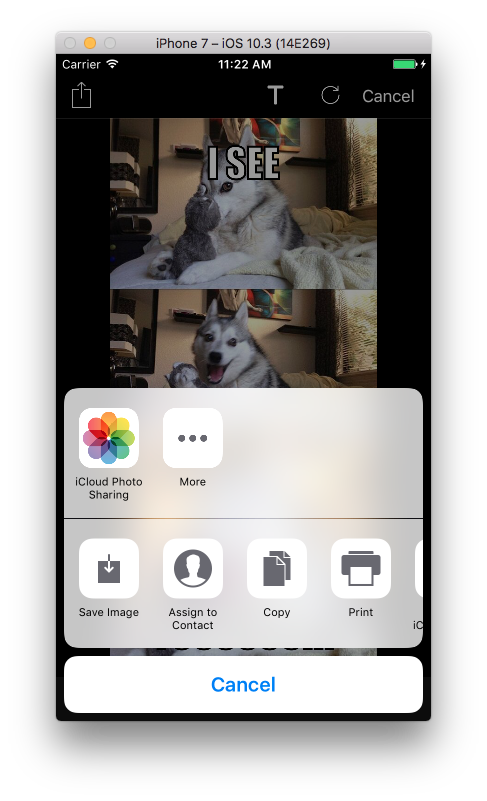 iPhone 7 – iOS 10.3 (14E269)
Carrier
11:22 AM
T
Cancel
I SEE
iCloud Photo
Sharing
More
Save Image
Assign to
Contact
Copy
Print
iC
Cancel